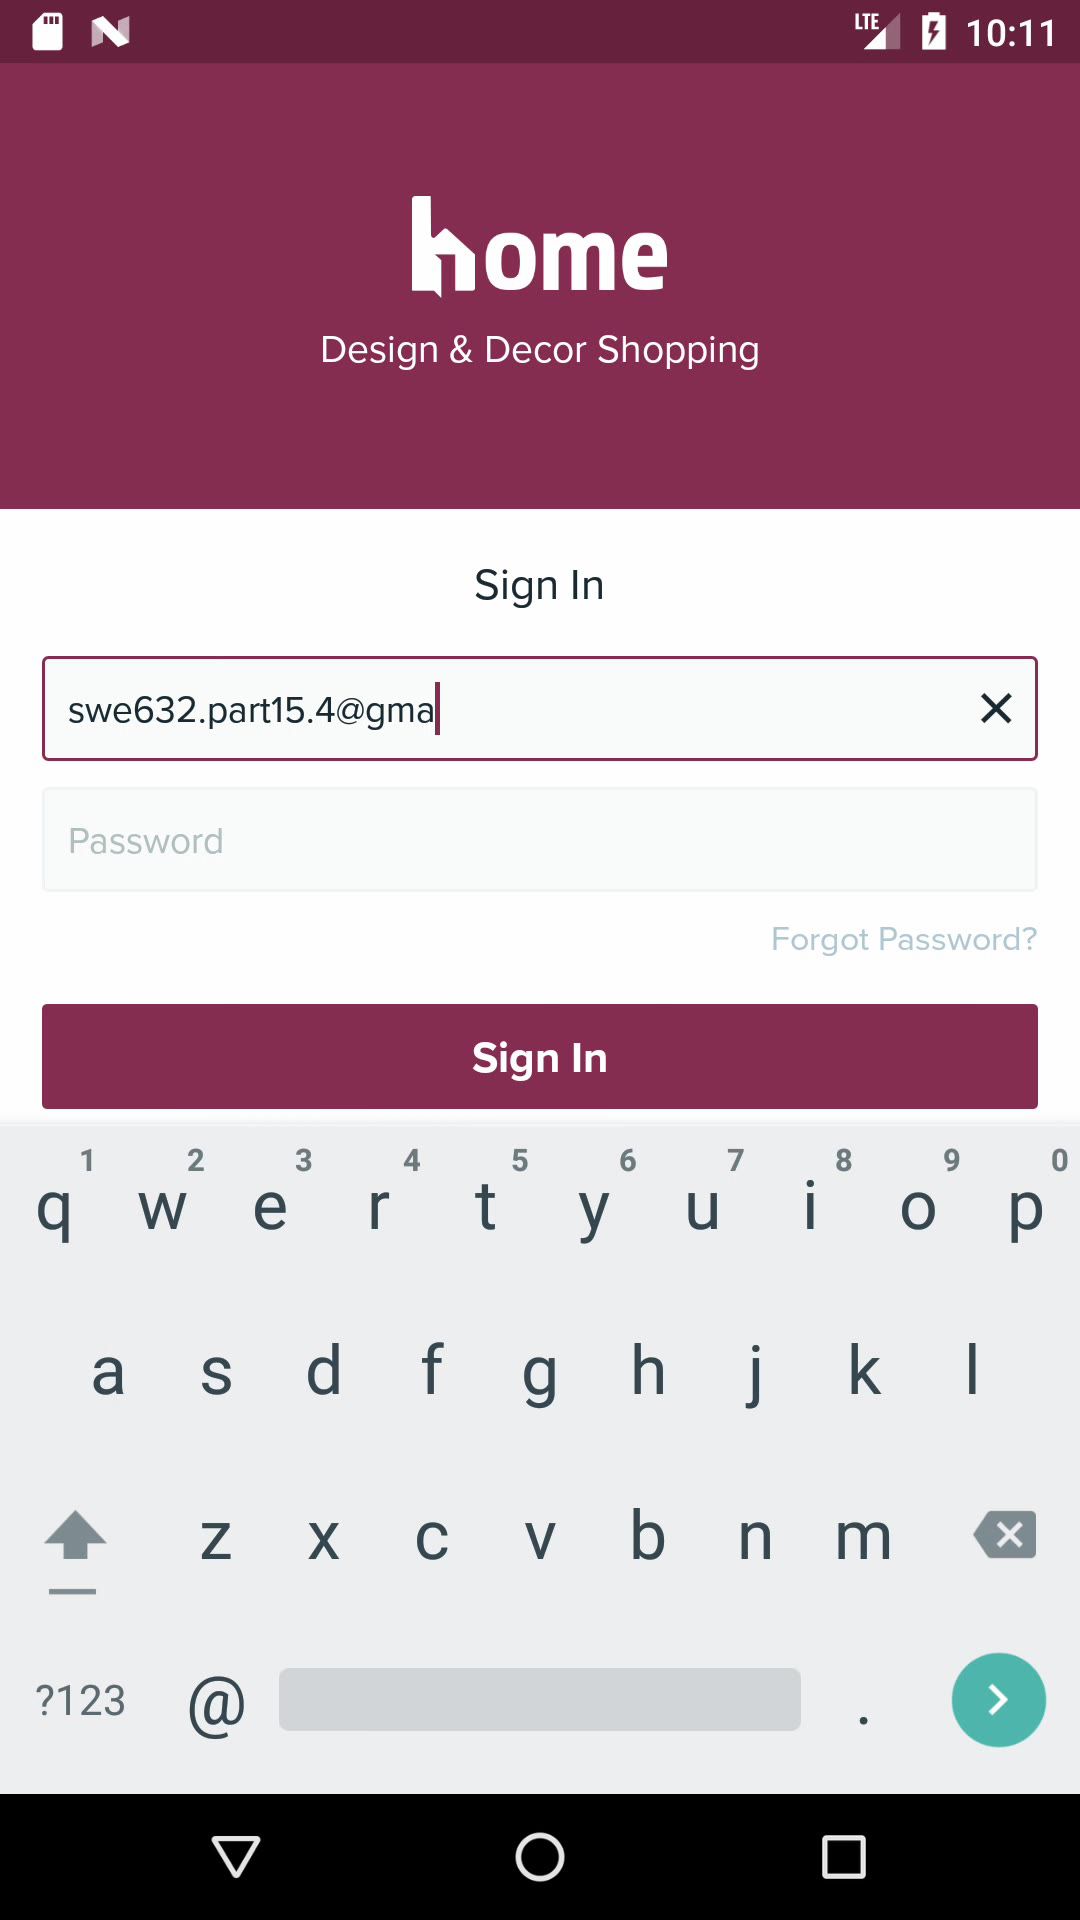 LTE 10:11
home
Design & Decor Shopping
Sign In
swe632.part15.4@gma
Password
Forgot Password?
Sign In
1 2 3 4 5 6 7 8 9 0
q w e r t y u i o p
a s d f g h j k l
z x c v b n m
?123 @ .